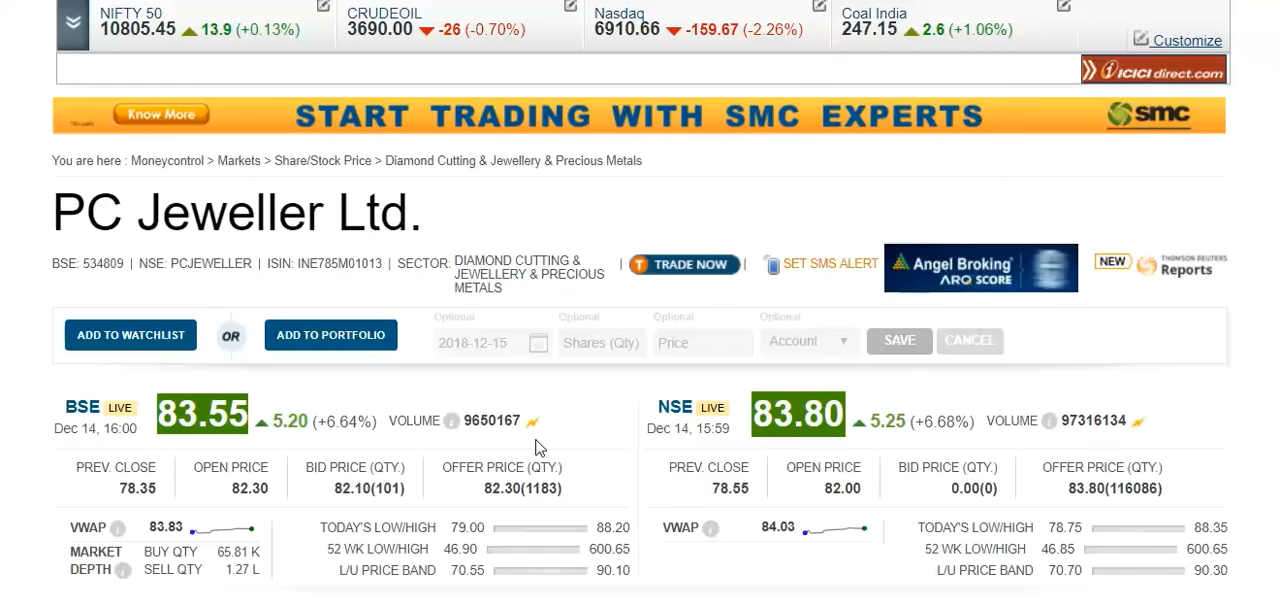 NIFTY 50
10805.45 13.9 (+0.13%)
CRUDEOIL
3690.00 -26 (-0.70%)
Nasdaq
6910.66 -159.67 (-2.26%)
Coal India
247.15 2.6 (+1.06%)
Customize
ICICI direct.com
Know More
START TRADING WITH SMC EXPERTS
smc
You are here : Moneycontrol > Markets > Share/Stock Price > Diamond Cutting & Jewellery & Precious Metals
PC Jeweller Ltd.
BSE: 534809 | NSE: PCJEWELLER | ISIN: INE785M01013 | SECTOR: DIAMOND CUTTING &
JEWELLERY & PRECIOUS
METALS
| TRADE NOW |
SET SMS ALERT
Angel Broking
ARQ SCORE
NEW
THOMSON REUTERS
Reports
ADD TO WATCHLIST
OR
ADD TO PORTFOLIO
Optional Optional Optional Optional
2018-12-15 Shares (Qty) Price Account ▼ SAVE CANCEL
BSE LIVE
Dec 14, 16:00
83.55 5.20 (+6.64%) VOLUME 9650167
PREV. CLOSE OPEN PRICE BID PRICE (QTY.) OFFER PRICE (QTY.)
78.35 82.30 82.10(101) 82.30(1183)
VWAP 83.83
MARKET DEPTH
BUY QTY 65.81 K
SELL QTY 1.27 L
TODAY'S LOW/HIGH 79.00 88.20
52 WK LOW/HIGH 46.90 600.65
L/U PRICE BAND 70.55 90.10
NSE LIVE
Dec 14, 15:59
83.80 5.25 (+6.68%) VOLUME 97316134
PREV. CLOSE OPEN PRICE BID PRICE (QTY.) OFFER PRICE (QTY.)
78.55 82.00 0.00(0) 83.80(116086)
VWAP 84.03
TODAY'S LOW/HIGH 78.75 88.35
52 WK LOW/HIGH 46.85 600.65
L/U PRICE BAND 70.70 90.30